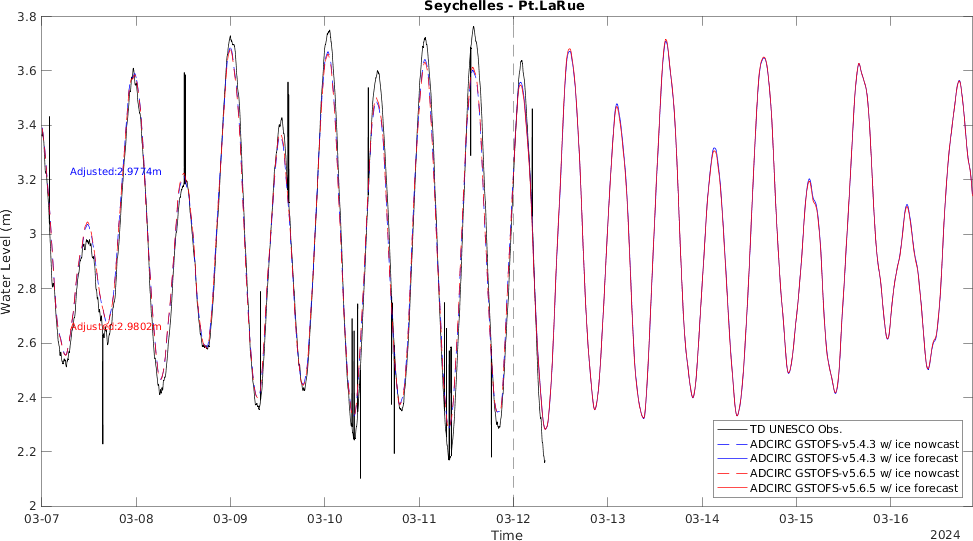 Seychelles - Pt.LaRue
3.8
3.6
3.4
3.2
3
2.8
2.6
2.4
2.2
2
Water Level (m)
Adjusted:2.9774m
Adjusted:2.9802m
TD UNESCO Obs.
ADCIRC GSTOFS-v5.4.3 w/ ice nowcast
ADCIRC GSTOFS-v5.4.3 w/ ice forecast
ADCIRC GSTOFS-v5.6.5 w/ ice nowcast
ADCIRC GSTOFS-v5.6.5 w/ ice forecast
03-07 03-08 03-09 03-10 03-11 03-12 03-13 03-14 03-15 03-16
Time
2024